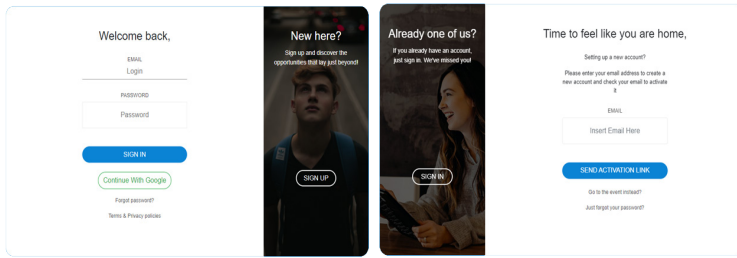 Welcome back,
EMAIL
Login
PASSWORD
Password
SIGN IN
Continue With Google
Forgot password?
Terms & Privacy policies
New here?
Sign up and discover the
opportunities that lay just beyond!
SIGN UP
Already one of us?
If you already have an account,
just sign in. We've missed you!
SIGN IN
Time to feel like you are home,
Setting up a new account?
Please enter your email address to create a
new account and check your email to activate
it
EMAIL
Insert Email Here
SEND ACTIVATION LINK
Go to the event instead?
Just forgot your password?